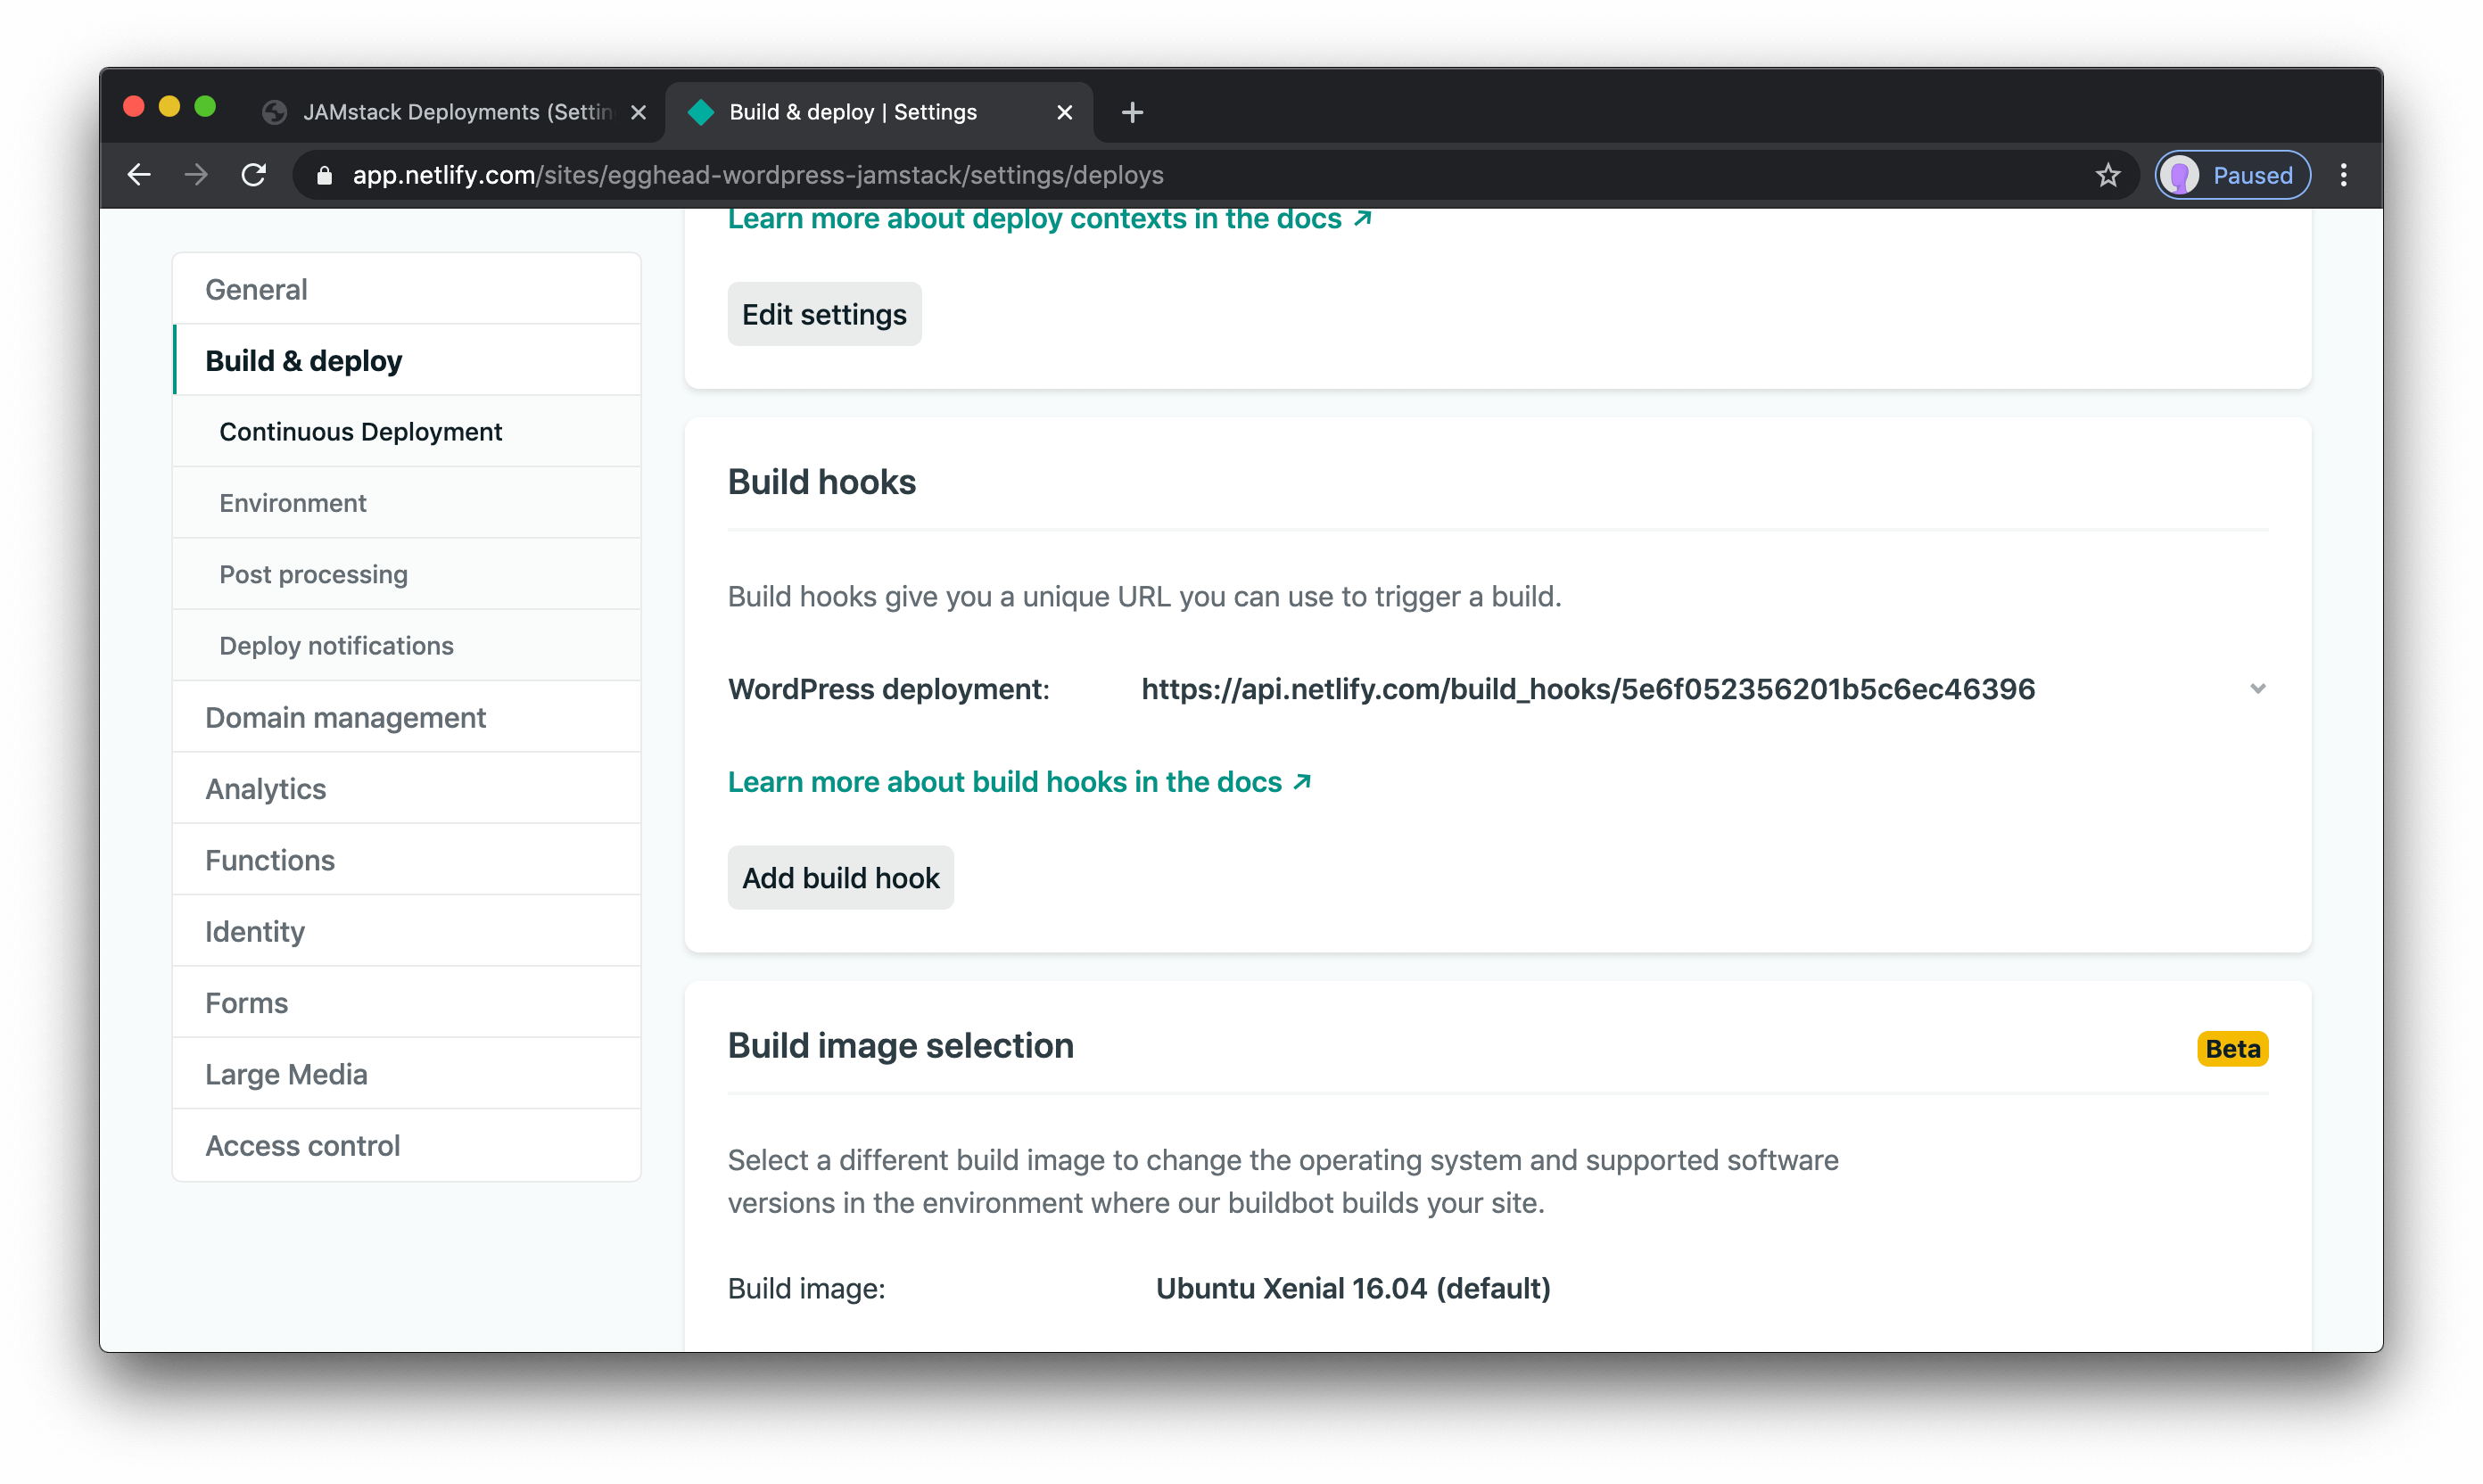 JAMstack Deployments (Settin
Build & deploy | Settings
app.netlify.com/sites/egghead-wordpress-jamstack/settings/deploys
Paused
General
Build & deploy
Continuous Deployment
Environment
Post processing
Deploy notifications
Domain management
Analytics
Functions
Identity
Forms
Large Media
Access control
Learn more about deploy contexts in the docs ↗
Edit settings
Build hooks
Build hooks give you a unique URL you can use to trigger a build.
WordPress deployment: https://api.netlify.com/build_hooks/5e6f052356201b5c6ec46396
Learn more about build hooks in the docs ↗
Add build hook
Build image selection
Beta
Select a different build image to change the operating system and supported software
versions in the environment where our buildbot builds your site.
Build image: Ubuntu Xenial 16.04 (default)